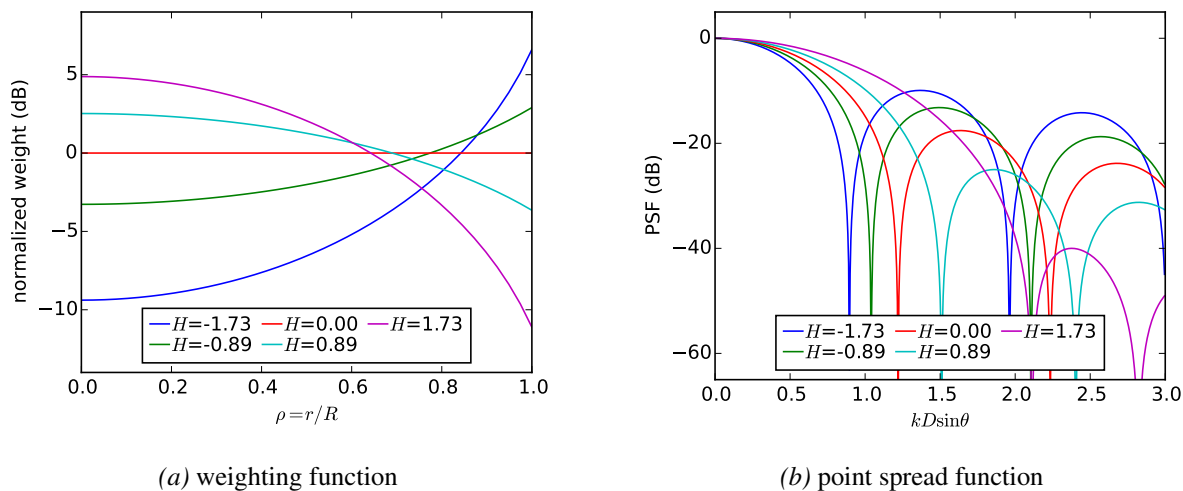 normalized weight (dB)
5
0
−5
−10
H=-1.73 H=0.00 H=1.73
H=-0.89 H=0.89
0.0 0.2 0.4 0.6 0.8 1.0
ρ=r/R
(a) weighting function
PSF (dB)
0
−20
−40
−60
H=-1.73 H=0.00 H=1.73
H=-0.89 H=0.89
0.0 0.5 1.0 1.5 2.0 2.5 3.0
kDsinθ
(b) point spread function